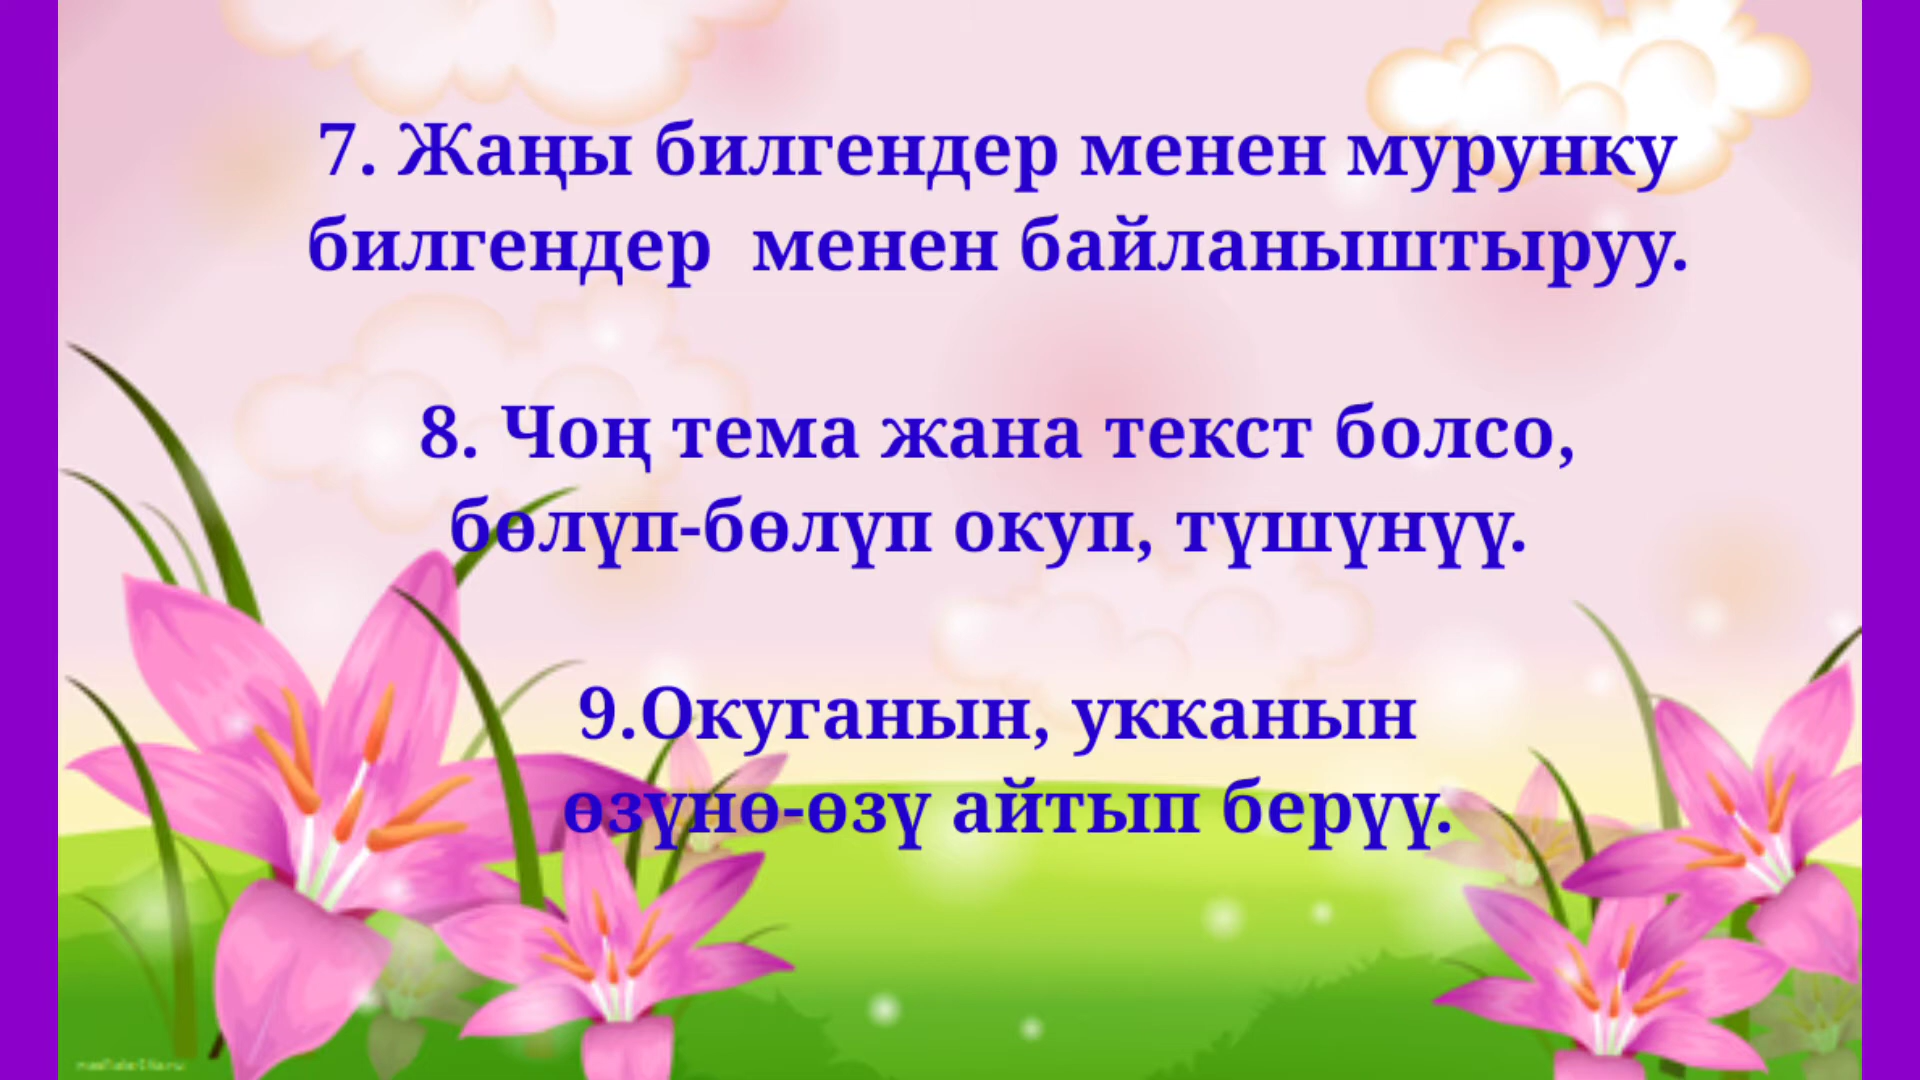 7. Жаңы билгендер менен мурунку
билгендер  менен байланыштыруу.
8. Чоң тема жана текст болсо,
бөлүп-бөлүп окуп, түшүнүү.
9.Окуганын, укканын
өзүнө-өзү айтып берүү.